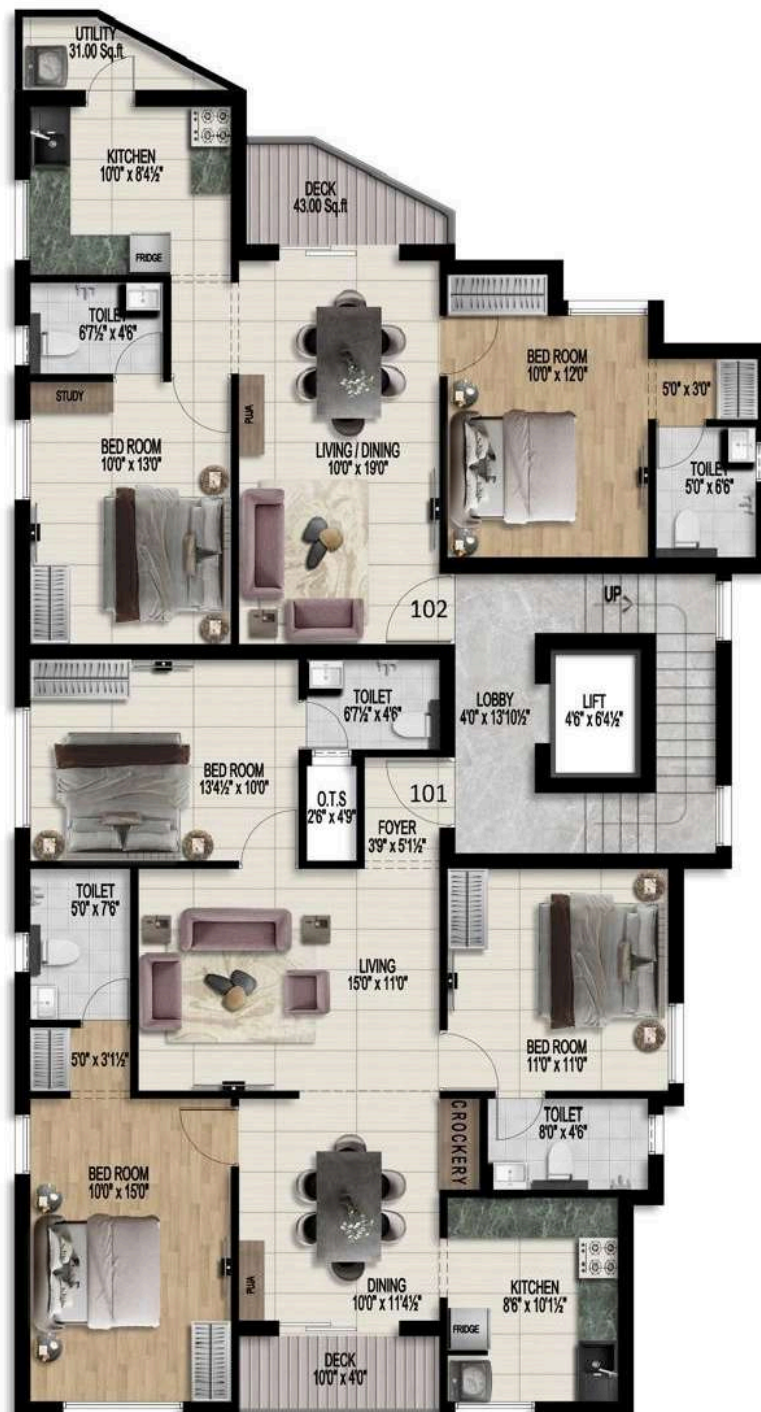 UTILITY
31.00 Sq.ft
KITCHEN
10'0" x 8'4½"
FRIDGE
DECK
43.00 Sq.ft
TOILET
6'7½" x 4'6"
STUDY
BED ROOM
10'0" x 13'0"
PUJA
LIVING / DINING
10'0" x 19'0"
BED ROOM
10'0" x 12'0"
5'0" x 3'0"
TOILET
5'0" x 6'6"
102
UP
LOBBY
4'0" x 13'10½"
LIFT
4'6" x 6'4½"
TOILET
6'7½" x 4'6"
BED ROOM
13'4½" x 10'0"
O.T.S
2'6" x 4'9"
101
FOYER
3'9" x 5'1½"
TOILET
5'0" x 7'6"
LIVING
15'0" x 11'0"
BED ROOM
11'0" x 11'0"
5'0" x 3'1½"
CROCKERY
TOILET
8'0" x 4'6"
BED ROOM
10'0" x 15'0"
PUJA
DINING
10'0" x 11'4½"
KITCHEN
8'6" x 10'1½"
FRIDGE
DECK
10'0" x 4'0"